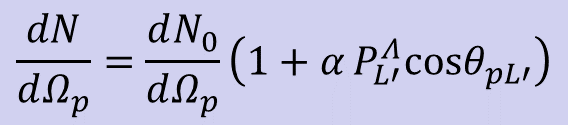 dN/dΩ_p = dN_0/dΩ_p (1 + α P_{L′}^Λ cosθ_{pL′})